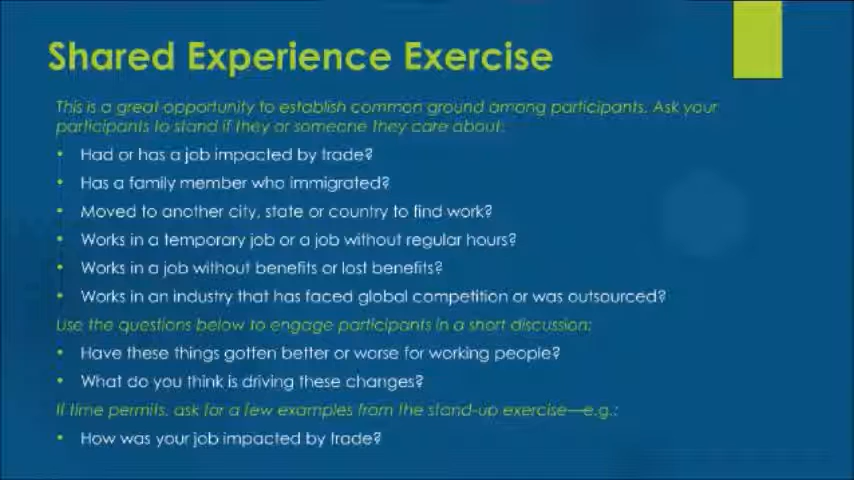 Shared Experience Exercise
This is a great opportunity to establish common ground among participants. Ask your
participants to stand if they or someone they care about:
• Had or has a job impacted by trade?
• Has a family member who immigrated?
• Moved to another city, state or country to find work?
• Works in a temporary job or a job without regular hours?
• Works in a job without benefits or lost benefits?
• Works in an industry that has faced global competition or was outsourced?
Use the questions below to engage participants in a short discussion:
• Have these things gotten better or worse for working people?
• What do you think is driving these changes?
If time permits, ask for a few examples from the stand-up exercise—e.g.:
• How was your job impacted by trade?